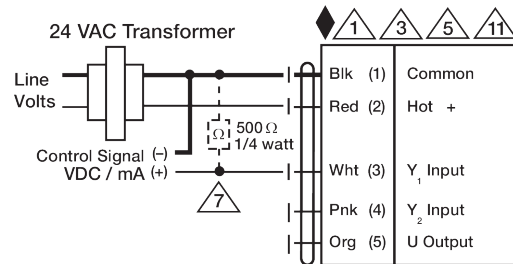 1 3 5 11
24 VAC Transformer
Line
Volts
Blk (1) Common
Red (2) Hot +
Ω 500 Ω
1/4 watt
Control Signal (–)
VDC / mA (+)
7
Wht (3) Y1 Input
Pnk (4) Y2 Input
Org (5) U Output